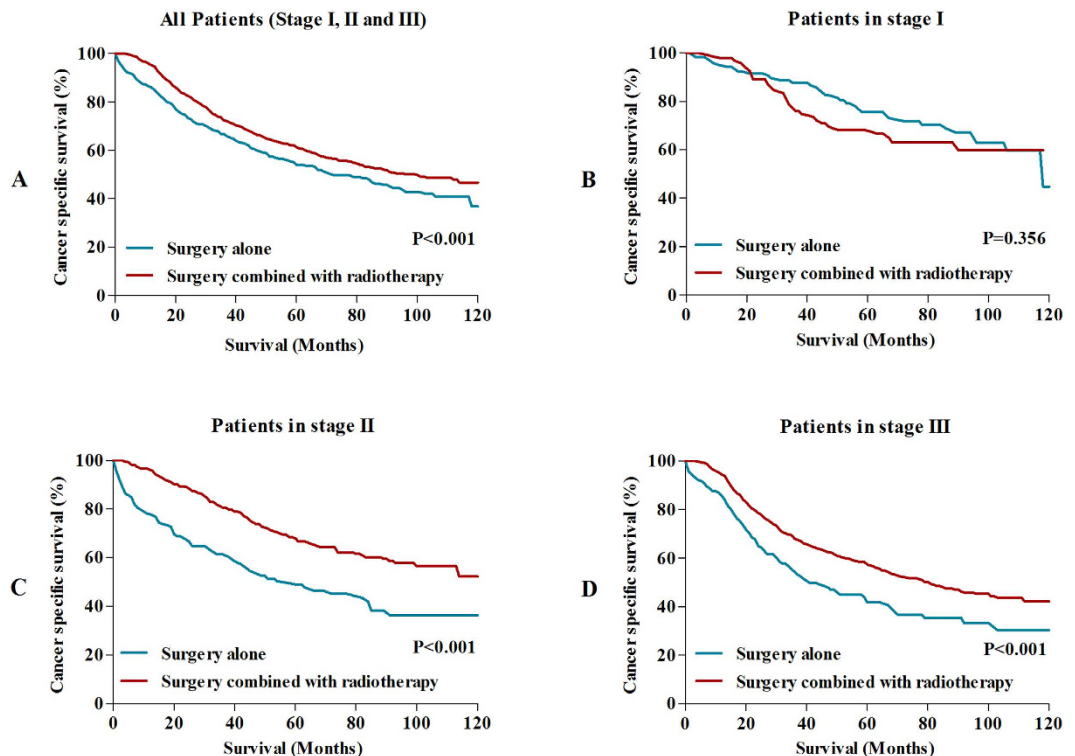 All Patients (Stage I, II and III)
A
Cancer specific survival (%)
100
80
60
40
20
0
P<0.001
Surgery alone
Surgery combined with radiotherapy
0 20 40 60 80 100 120
Survival (Months)
Patients in stage I
B
Cancer specific survival (%)
100
80
60
40
20
0
P=0.356
Surgery alone
Surgery combined with radiotherapy
0 20 40 60 80 100 120
Survival (Months)
Patients in stage II
C
Cancer specific survival (%)
100
80
60
40
20
0
P<0.001
Surgery alone
Surgery combined with radiotherapy
0 20 40 60 80 100 120
Survival (Months)
Patients in stage III
D
Cancer specific survival (%)
100
80
60
40
20
0
P<0.001
Surgery alone
Surgery combined with radiotherapy
0 20 40 60 80 100 120
Survival (Months)